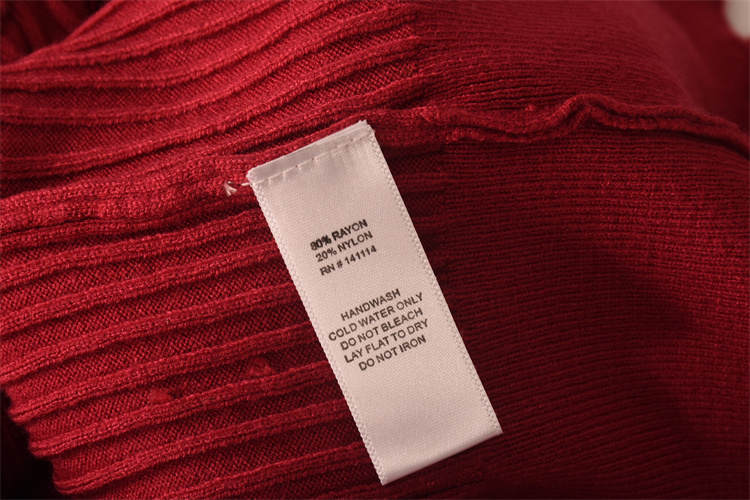 80% RAYON
20% NYLON
RN # 141114
HANDWASH
COLD WATER ONLY
DO NOT BLEACH
LAY FLAT TO DRY
DO NOT IRON